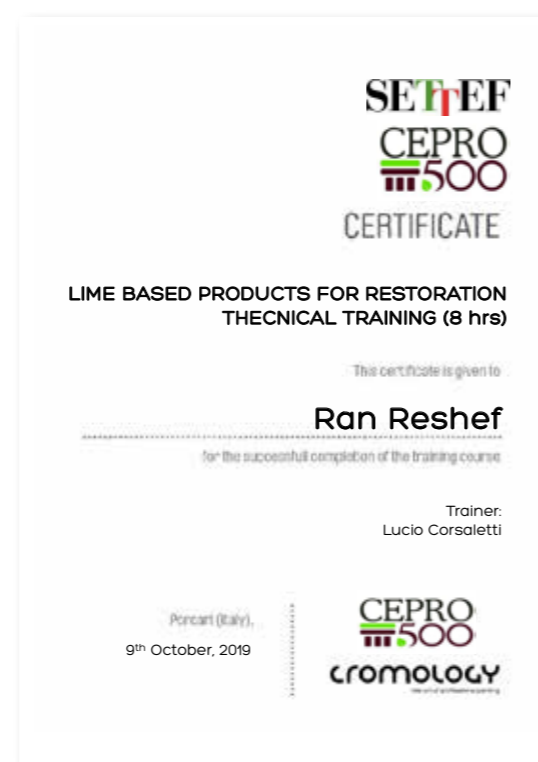 SETTEF
CEPRO
500
CERTIFICATE
LIME BASED PRODUCTS FOR RESTORATION
THECNICAL TRAINING (8 hrs)
This certificate is given to
Ran Reshef
for the successfull completion of the training course
Trainer:
Lucio Corsaletti
Porcari (Italy),
9th October, 2019
CEPRO
500
cromology